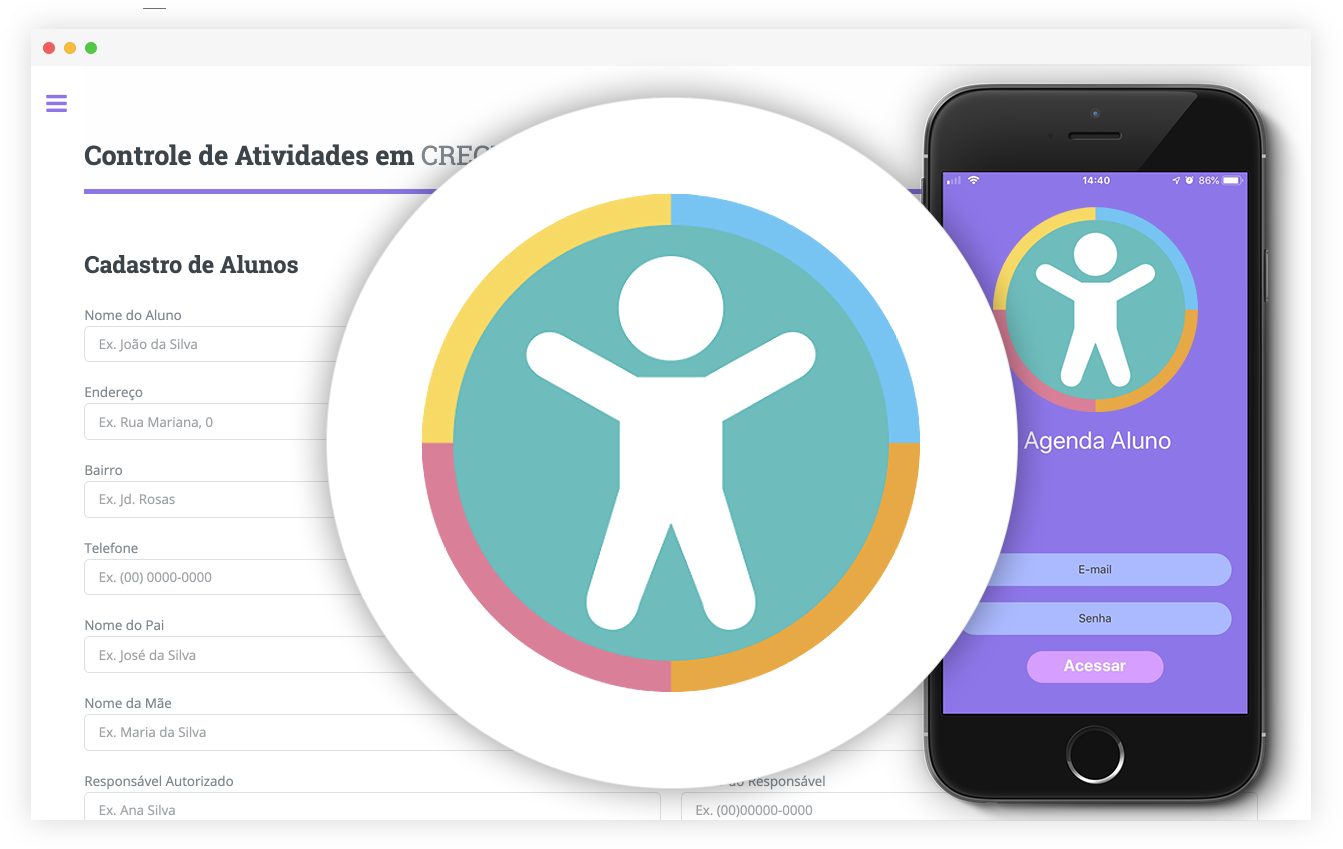 Controle de Atividades em
Cadastro de Alunos
Nome do Aluno
Ex. João da Silva
Endereço
Ex. Rua Mariana, 0
Bairro
Ex. Jd. Rosas
Telefone
Ex. (00) 0000-0000
Nome do Pai
Ex. José da Silva
Nome da Mãe
Ex. Maria da Silva
Responsável Autorizado
Ex. Ana Silva
do Responsável
Ex. (00)00000-0000
14:40
86%
Agenda Aluno
E-mail
Senha
Acessar